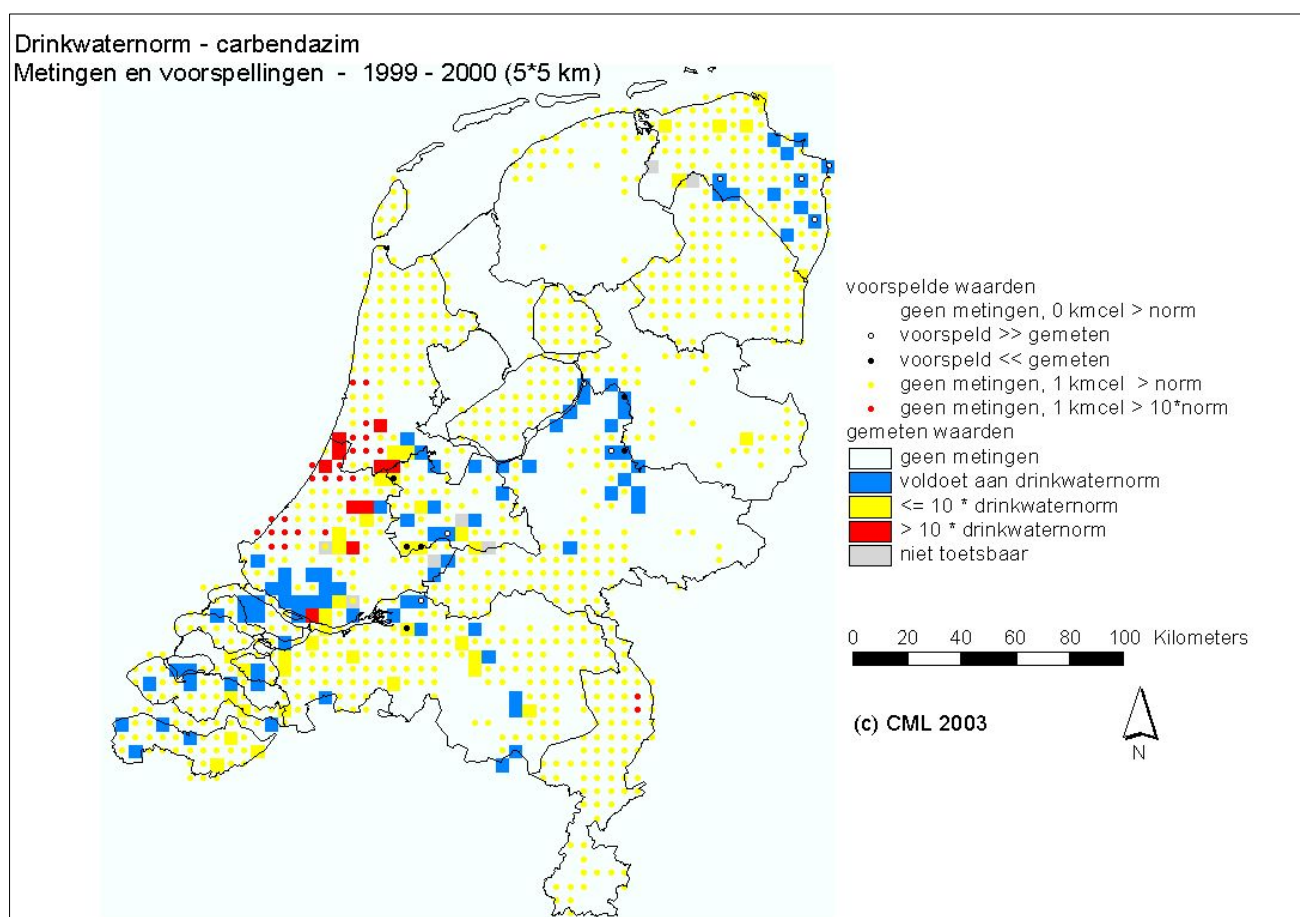 Drinkwaternorm - carbendazim
Metingen en voorspellingen - 1999 - 2000 (5*5 km)
voorspelde waarden
geen metingen, 0 kmcel > norm
voorspeld >> gemeten
voorspeld << gemeten
geen metingen, 1 kmcel > norm
geen metingen, 1 kmcel > 10*norm
gemeten waarden
geen metingen
voldoet aan drinkwaternorm
<= 10 * drinkwaternorm
> 10 * drinkwaternorm
niet toetsbaar
0 20 40 60 80 100 Kilometers
(c) CML 2003
N